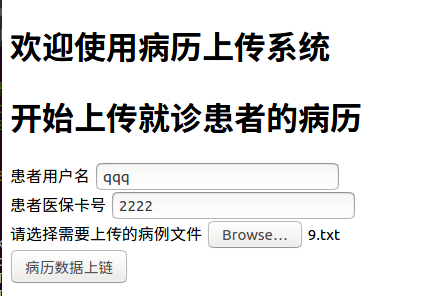 欢迎使用病历上传系统
开始上传就诊患者的病历
患者用户名 qqq
患者医保卡号 2222
请选择需要上传的病例文件 Browse... 9.txt
病历数据上链